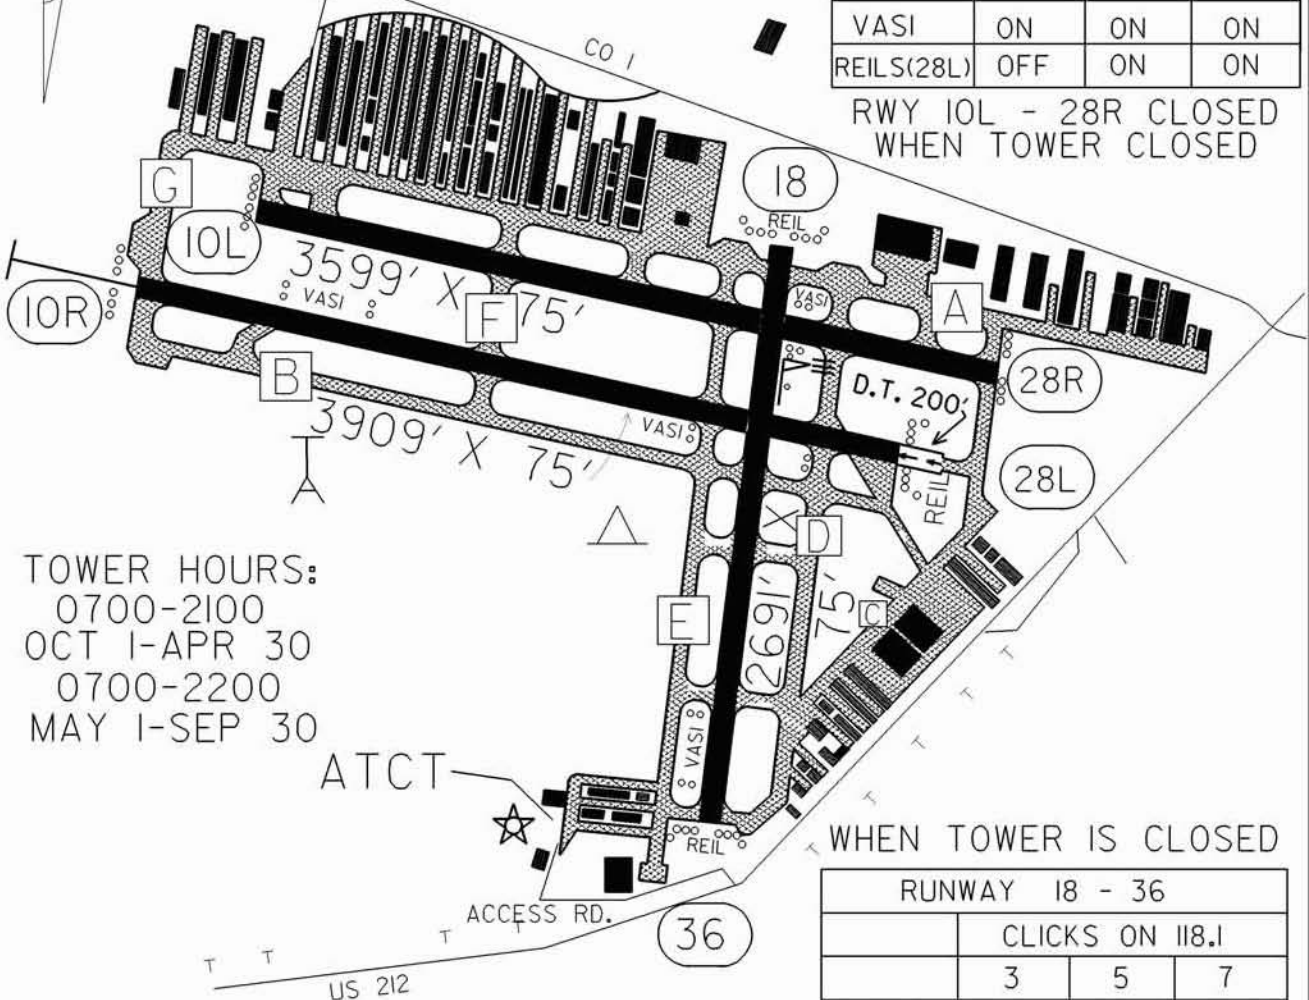 VASI ON ON ON
REILS(28L) OFF ON ON
RWY 10L - 28R CLOSED
WHEN TOWER CLOSED
CO 1
18
REIL
G
10L
3599' X 75'
VASI
VASI
A
10R
F
28R
D.T. 200'
B
3909' X 75'
VASI
28L
REIL
D
TOWER HOURS:
0700-2100
OCT 1-APR 30
0700-2200
MAY 1-SEP 30
E
2691' X 75'
C
VASI
ATCT
REIL
WHEN TOWER IS CLOSED
RUNWAY 18 - 36
CLICKS ON 118.1
3 5 7
ACCESS RD.
36
T T T T T T T T T
US 212